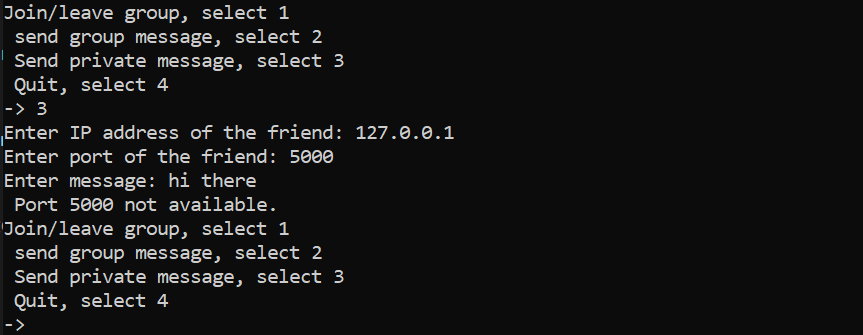 Join/leave group, select 1
 send group message, select 2
 Send private message, select 3
 Quit, select 4
-> 3
Enter IP address of the friend: 127.0.0.1
Enter port of the friend: 5000
Enter message: hi there
 Port 5000 not available.
Join/leave group, select 1
 send group message, select 2
 Send private message, select 3
 Quit, select 4
->